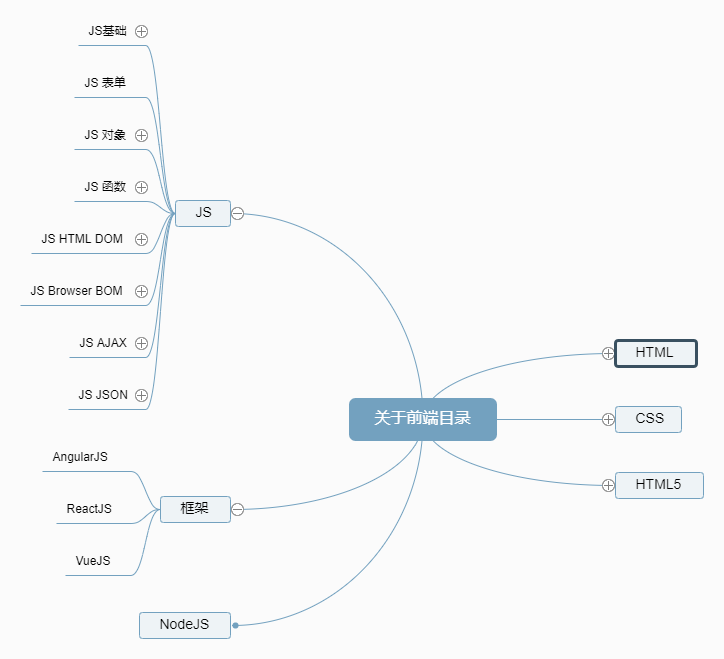 JS基础
JS 表单
JS 对象
JS 函数
JS HTML DOM
JS Browser BOM
JS AJAX
JS JSON
JS
关于前端目录
HTML
CSS
HTML5
AngularJS
ReactJS
VueJS
框架
NodeJS